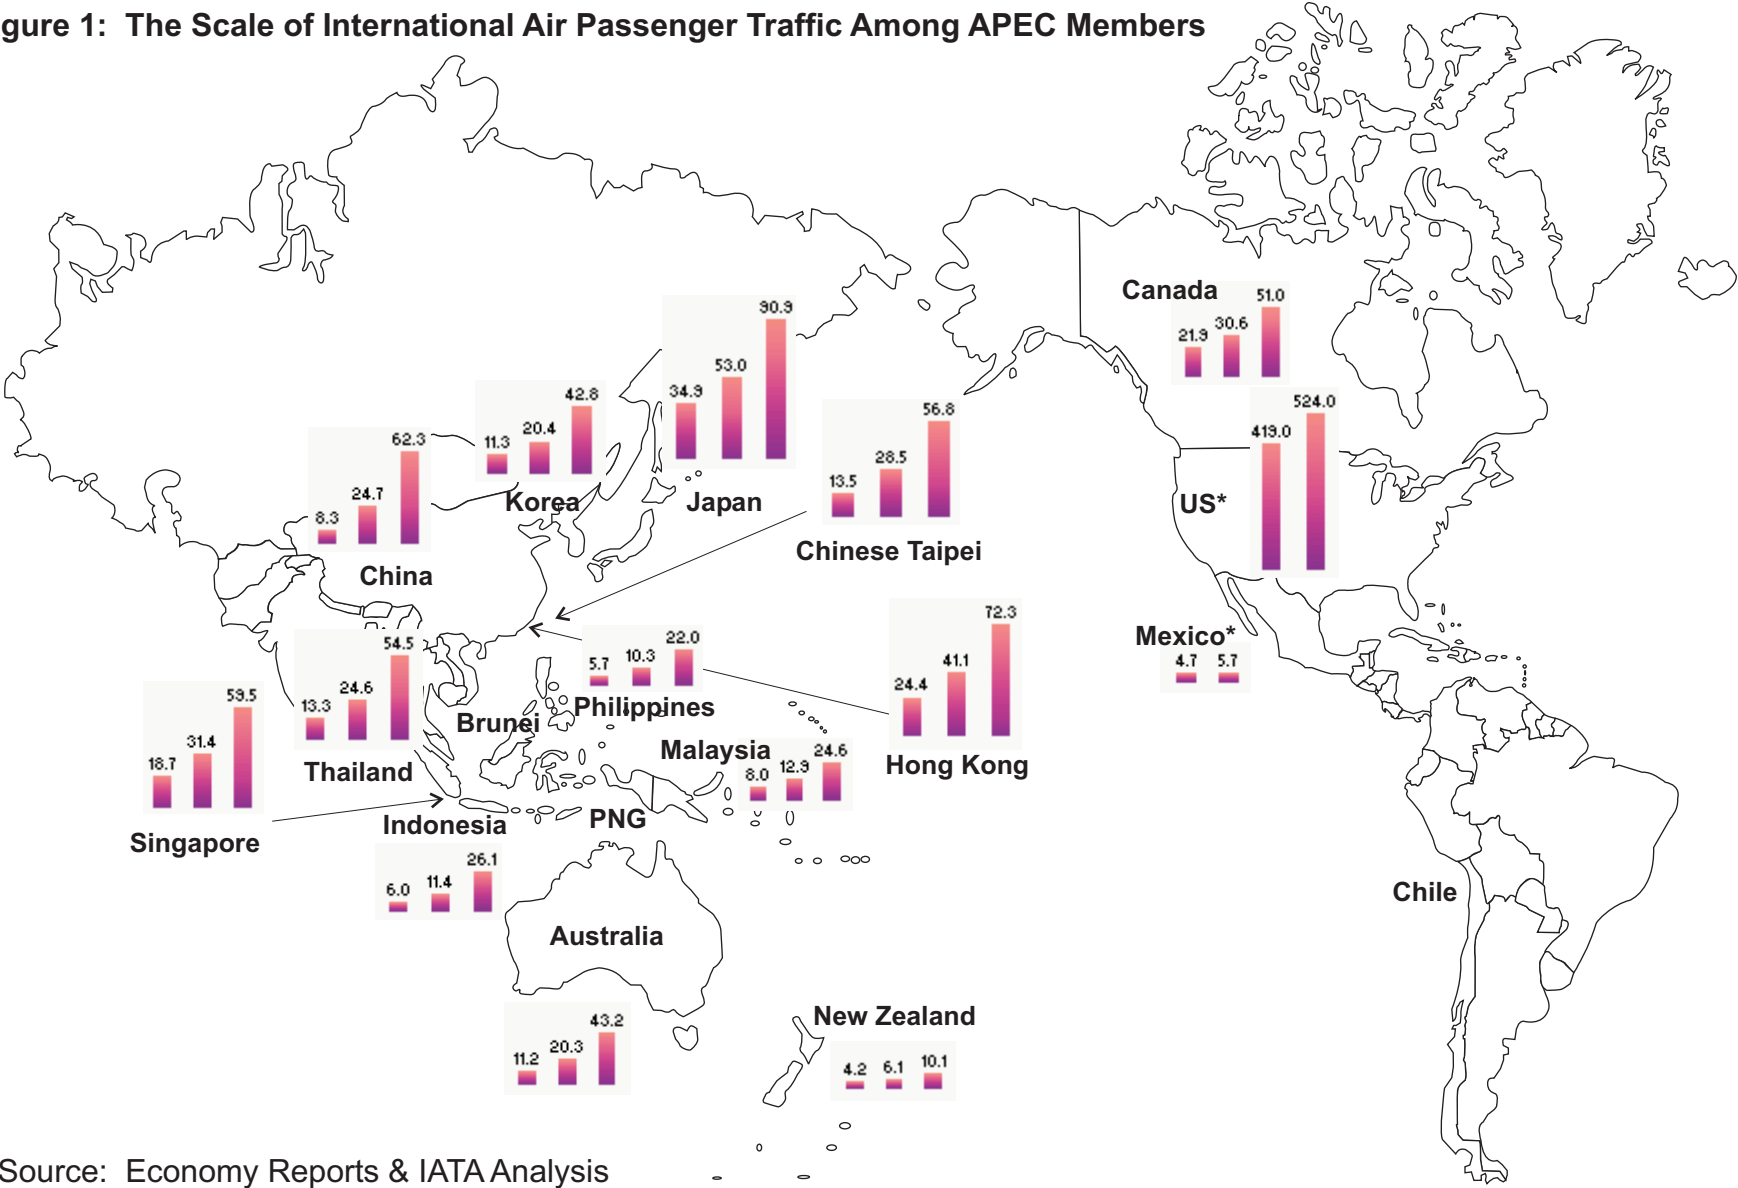 gure 1: The Scale of International Air Passenger Traffic Among APEC Members
Canada
21.9 30.6 51.0
34.9 53.0 90.9
Japan
11.3 20.4 42.8
Korea
8.3 24.7 62.3
China
13.5 28.5 56.8
Chinese Taipei
419.0 524.0
US*
Mexico*
4.7 5.7
5.7 10.3 22.0
Philippines
24.4 41.1 72.3
Hong Kong
13.3 24.6 54.5
Thailand
Brunei
18.7 31.4 59.5
Singapore
Malaysia
8.0 12.9 24.6
Indonesia
6.0 11.4 26.1
PNG
Chile
Australia
11.2 20.3 43.2
New Zealand
4.2 6.1 10.1
Source: Economy Reports & IATA Analysis